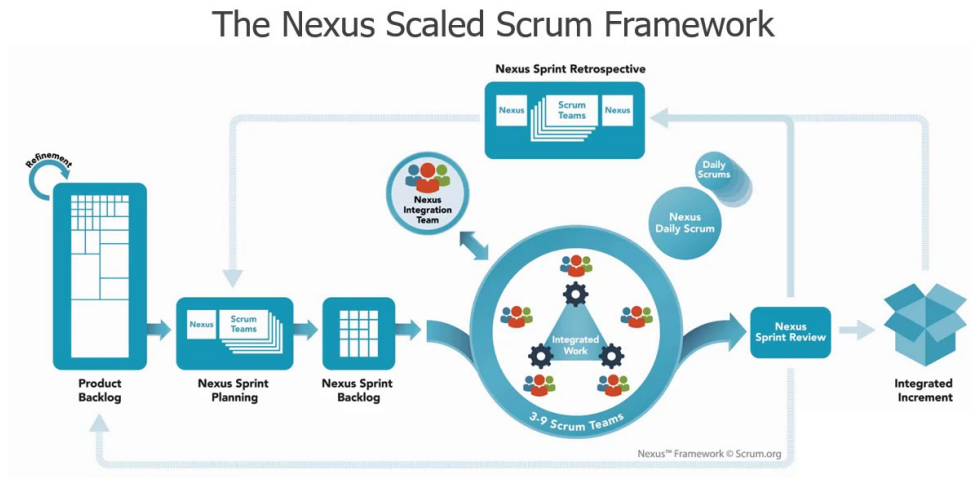 The Nexus Scaled Scrum Framework
Nexus Sprint Retrospective
Nexus
Scrum
Teams
Nexus
Refinement
Nexus
Integration
Team
Daily
Scrums
Nexus
Daily Scrum
Nexus
Scrum
Teams
Integrated
Work
Nexus
Sprint Review
Product
Backlog
Nexus Sprint
Planning
Nexus Sprint
Backlog
3-9 Scrum Teams
Integrated
Increment
Nexus™ Framework © Scrum.org